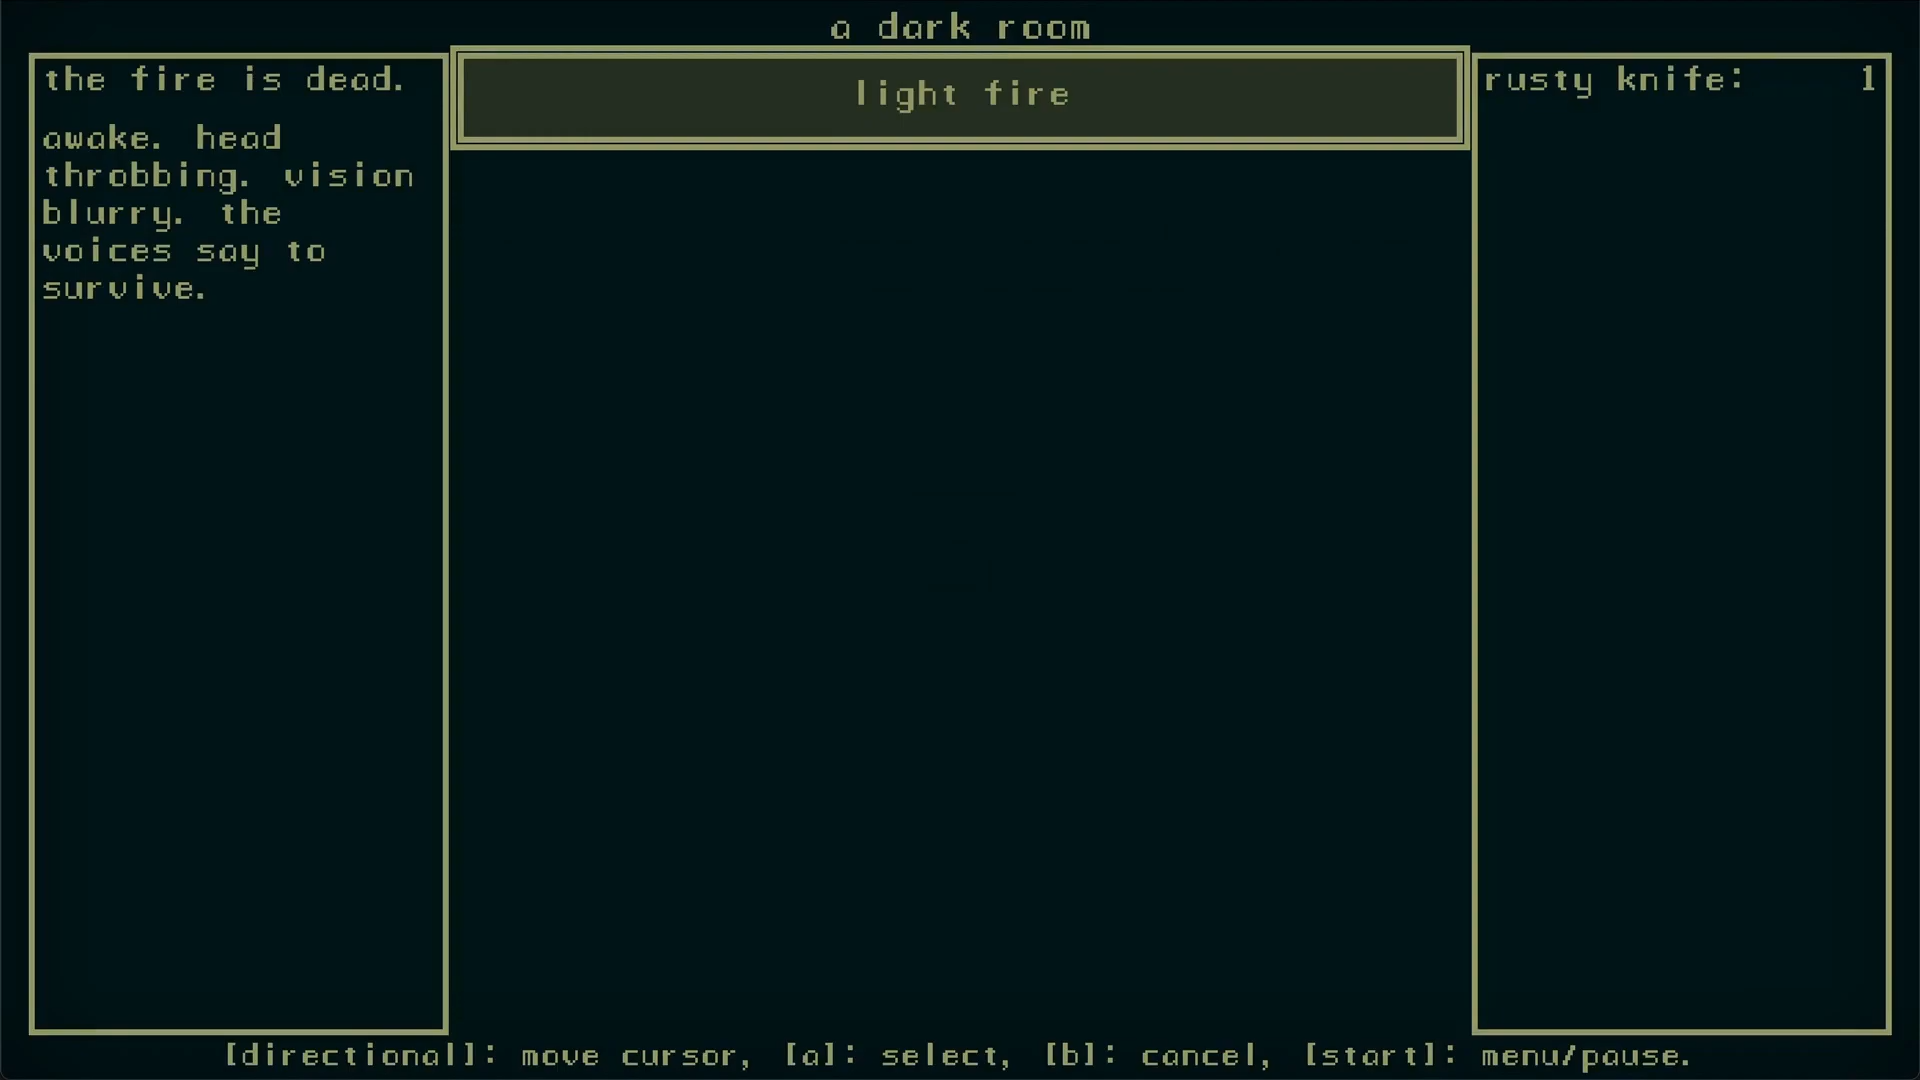 a dark room
the fire is dead.
awake. head
throbbing. vision
blurry. the
voices say to
survive.
light fire
rusty knife: 1
[directional]: move cursor, [a]: select, [b]: cancel, [start]: menu/pause.